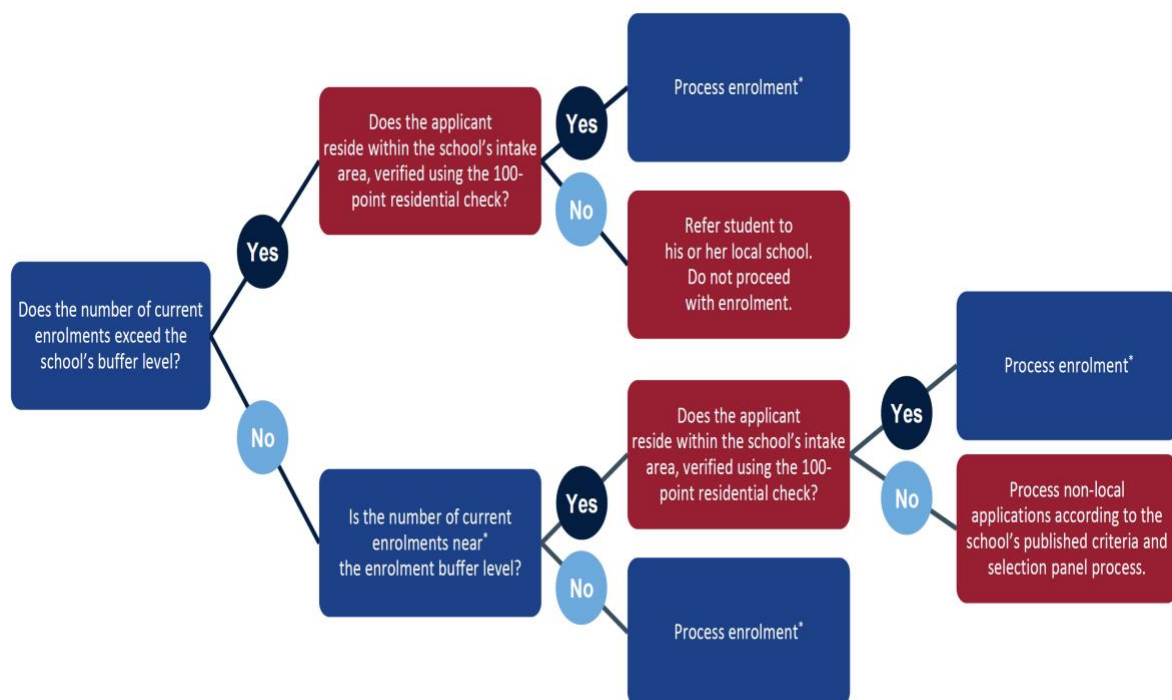 Does the number of current
enrolments exceed the
school's buffer level?
Yes
No
Does the applicant
reside within the school's intake
area, verified using the 100-
point residential check?
Yes
No
Process enrolment*
Refer student to
his or her local school.
Do not proceed
with enrolment.
Is the number of current
enrolments near*
the enrolment buffer level?
Yes
No
Does the applicant
reside within the school's intake
area, verified using the 100-
point residential check?
Yes
No
Process enrolment*
Process non-local
applications according to the
school's published criteria and
selection panel process.
Process enrolment*